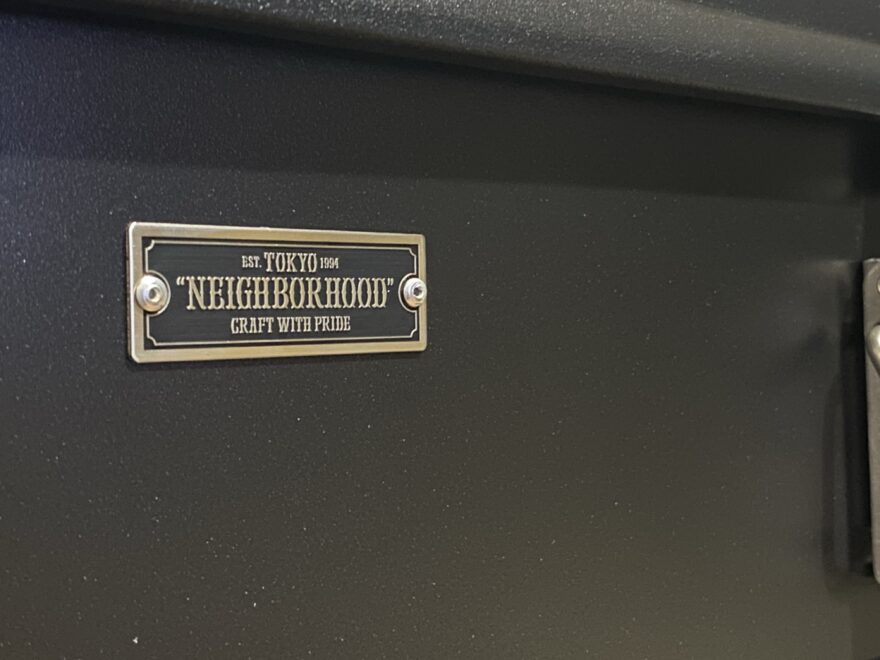 EST. TOKYO 1994
"NEIGHBORHOOD"
CRAFT WITH PRIDE